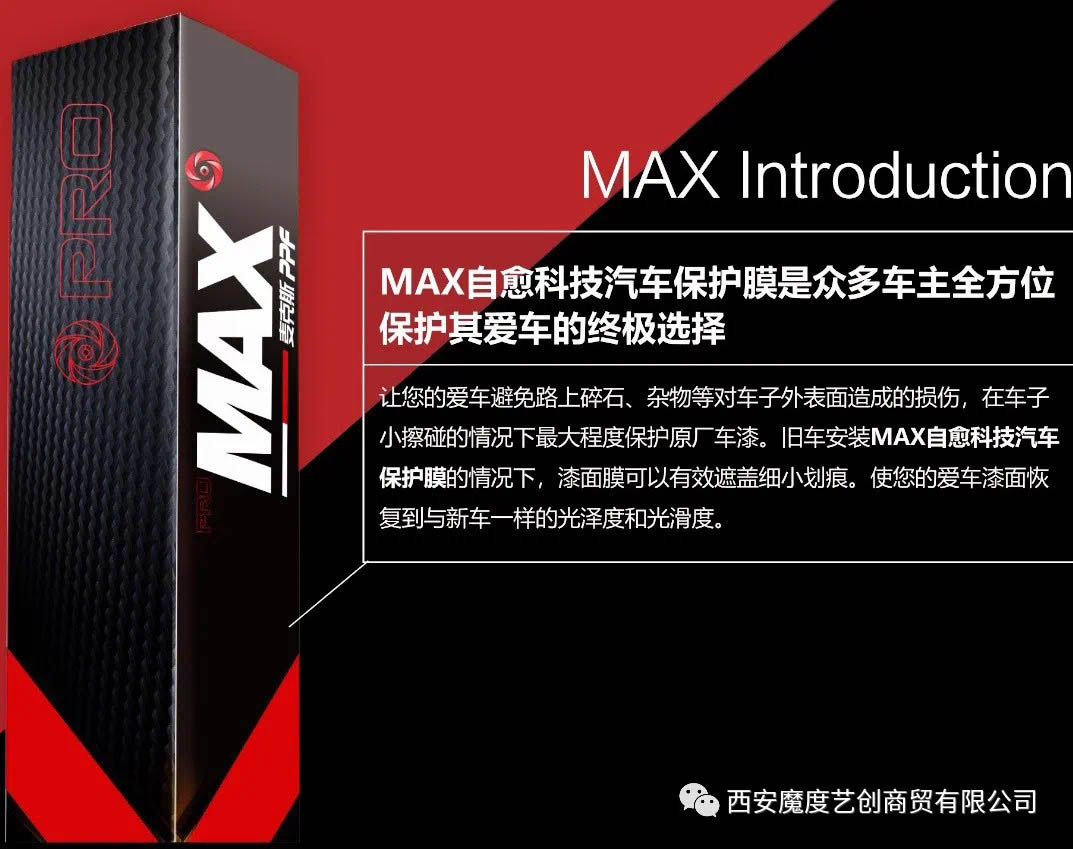 PRO
MAX
麦克斯 PPF
PRO
MAX Introduction
MAX自愈科技汽车保护膜是众多车主全方位
保护其爱车的终极选择
让您的爱车避免路上碎石、杂物等对车子外表面造成的损伤，在车子
小擦碰的情况下最大程度保护原厂车漆。旧车安装MAX自愈科技汽车
保护膜的情况下，漆面膜可以有效遮盖细小划痕。使您的爱车漆面恢
复到与新车一样的光泽度和光滑度。
西安魔度艺创商贸有限公司